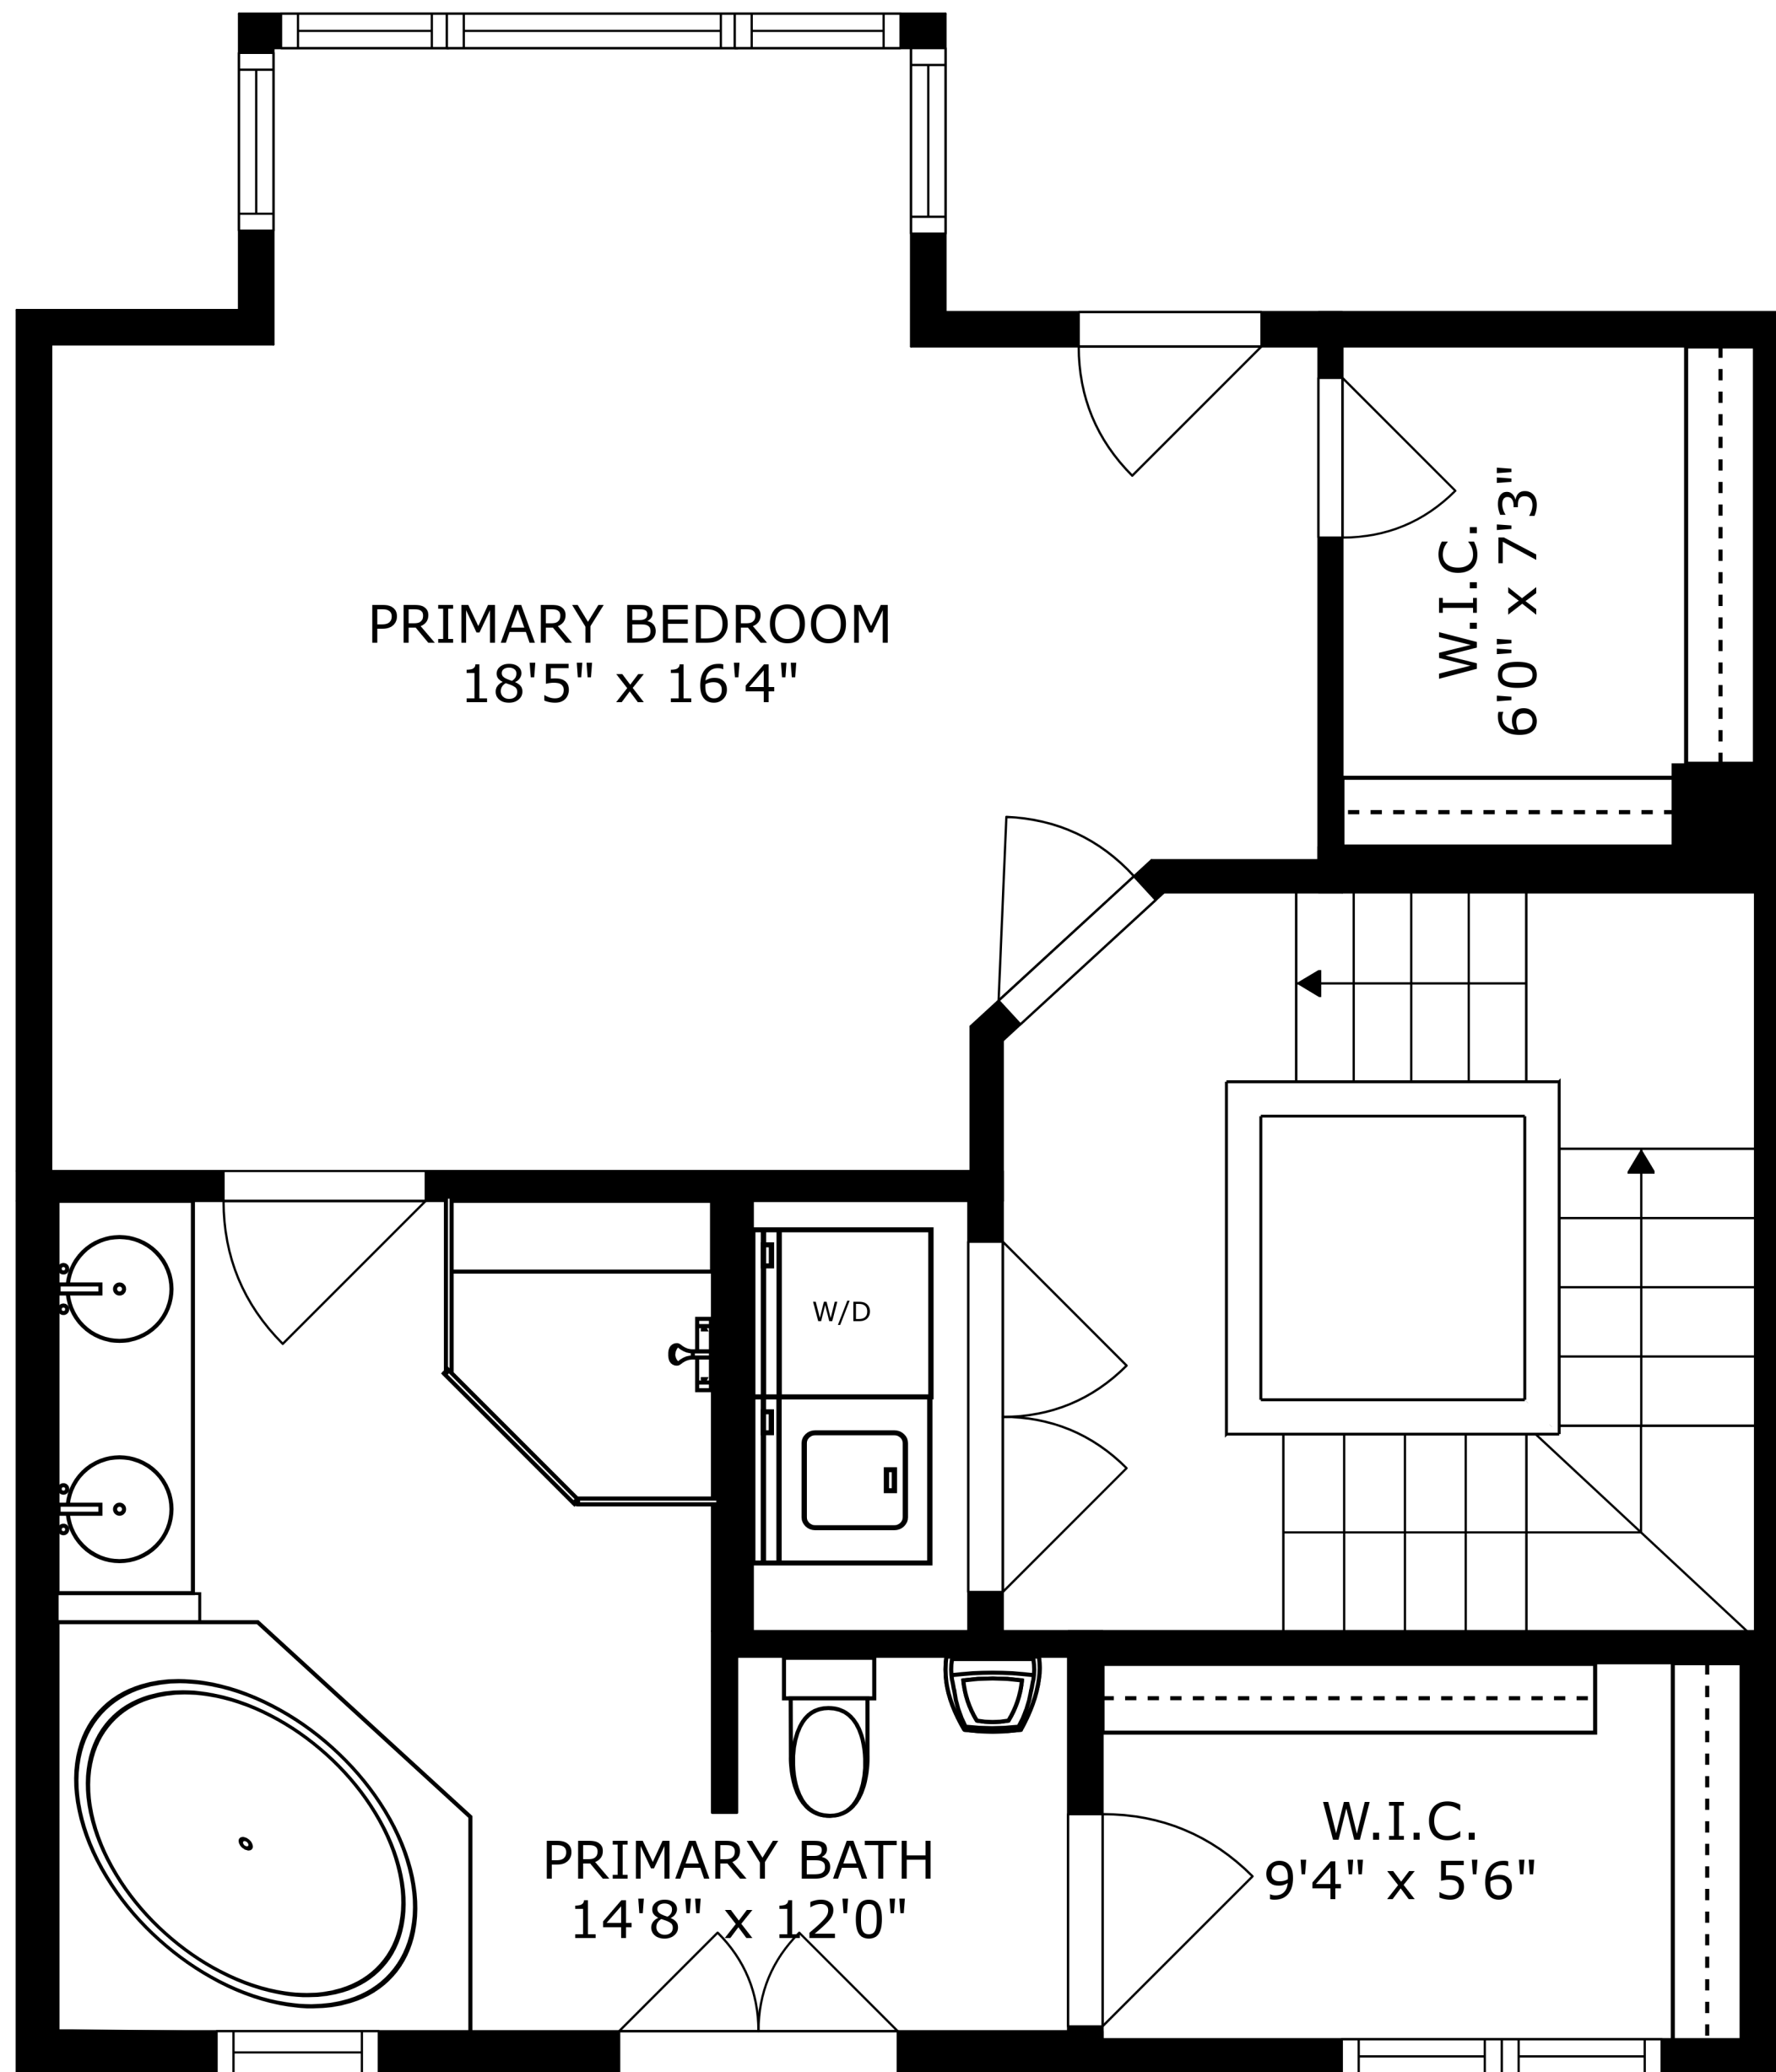 PRIMARY BEDROOM
18'5" x 16'4"
W.I.C.
6'0" x 7'3"
W/D
PRIMARY BATH
14'8" x 12'0"
W.I.C.
9'4" x 5'6"